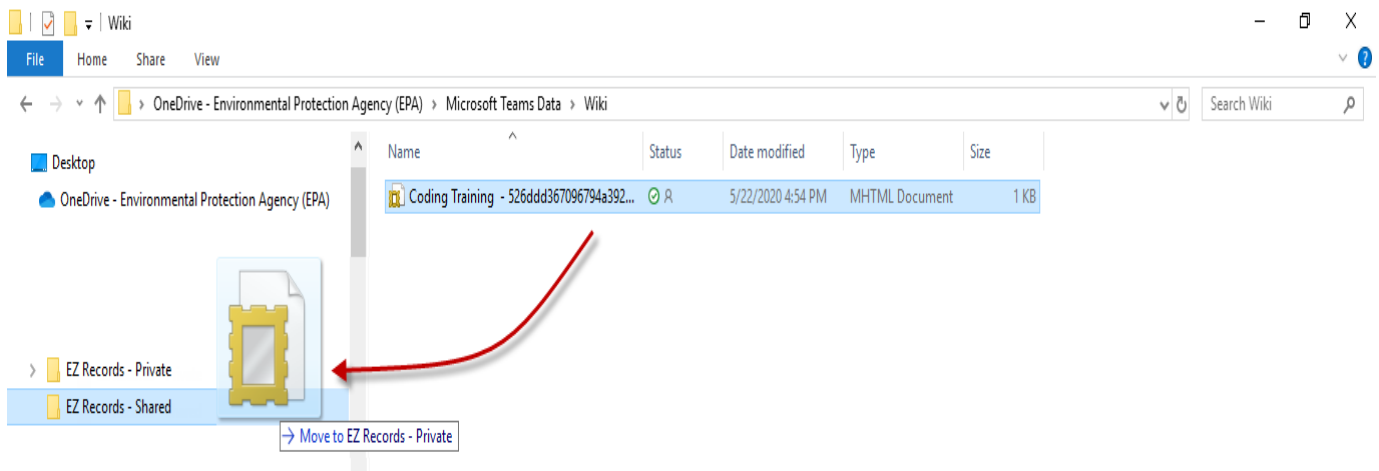 Wiki
File Home Share View
OneDrive - Environmental Protection Agency (EPA) > Microsoft Teams Data > Wiki
Search Wiki
Desktop
OneDrive - Environmental Protection Agency (EPA)
EZ Records - Private
EZ Records - Shared
Name Status Date modified Type Size
Coding Training - 526ddd367096794a392... 5/22/2020 4:54 PM MHTML Document 1 KB
→ Move to EZ Records - Private